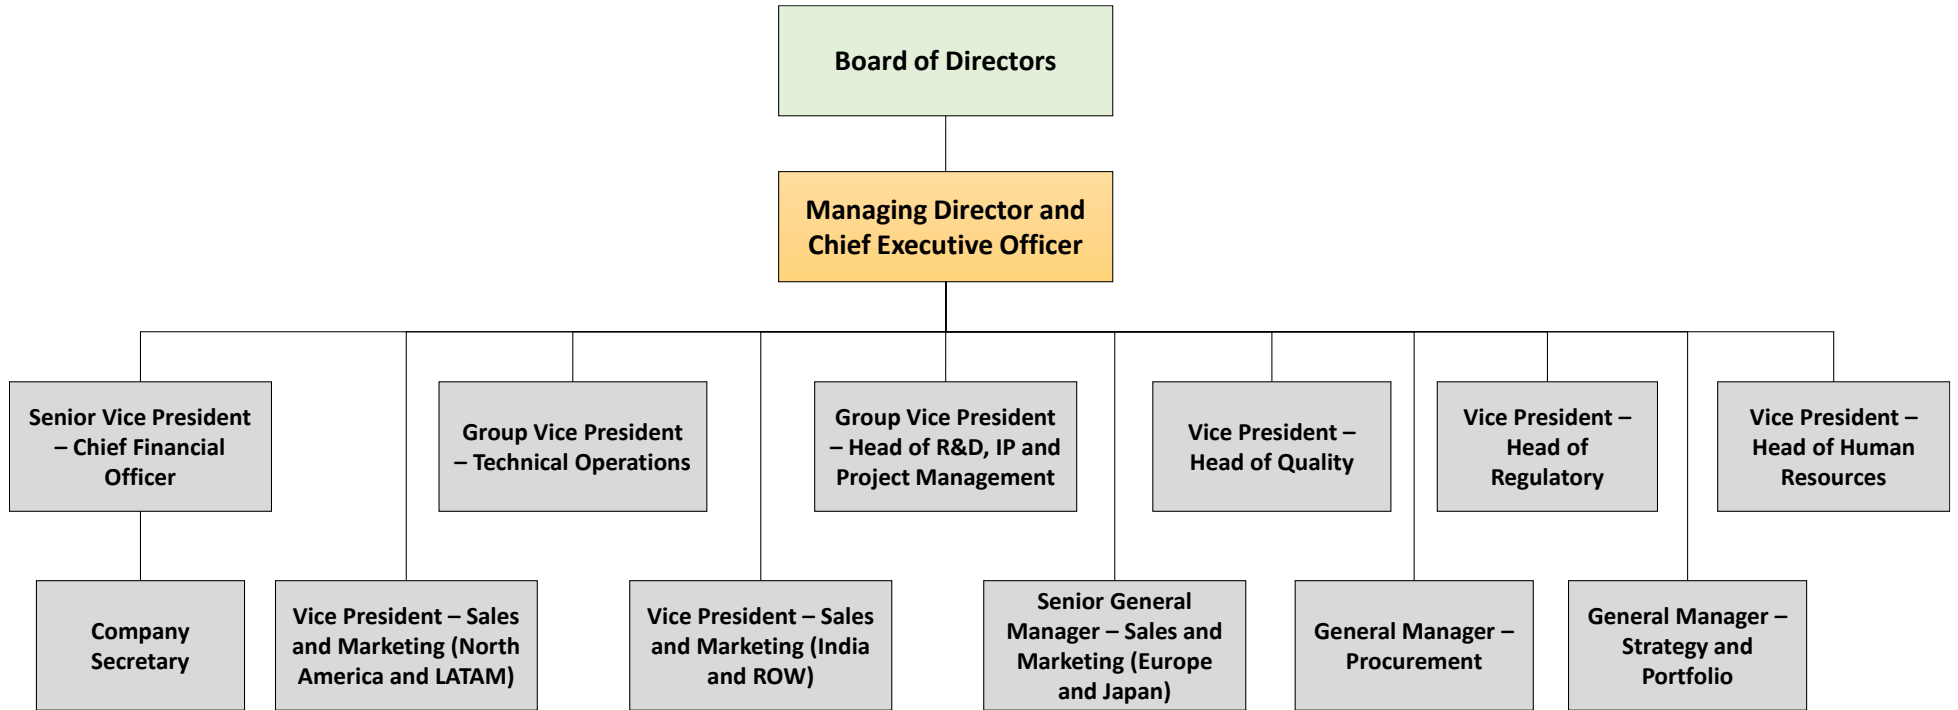 Board of Directors
Managing Director and
Chief Executive Officer
Senior Vice President
– Chief Financial
Officer
Group Vice President
– Technical Operations
Group Vice President
– Head of R&D, IP and
Project Management
Vice President –
Head of Quality
Vice President –
Head of
Regulatory
Vice President –
Head of Human
Resources
Company
Secretary
Vice President – Sales
and Marketing (North
America and LATAM)
Vice President – Sales
and Marketing (India
and ROW)
Senior General
Manager – Sales and
Marketing (Europe
and Japan)
General Manager –
Procurement
General Manager –
Strategy and
Portfolio